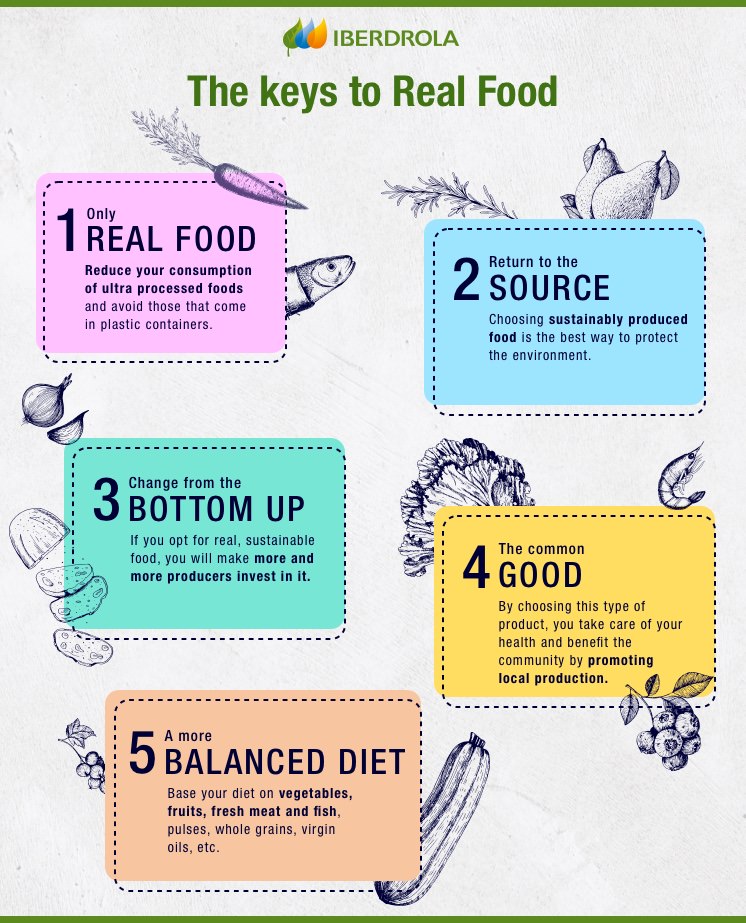 IBERDROLA
The keys to Real Food
1 Only
REAL FOOD
Reduce your consumption
of ultra processed foods
and avoid those that come
in plastic containers.
2 Return to the
SOURCE
Choosing sustainably produced
food is the best way to protect
the environment.
3 Change from the
BOTTOM UP
If you opt for real, sustainable
food, you will make more and
more producers invest in it.
4 The common
GOOD
By choosing this type of
product, you take care of your
health and benefit the
community by promoting
local production.
5 A more
BALANCED DIET
Base your diet on vegetables,
fruits, fresh meat and fish,
pulses, whole grains, virgin
oils, etc.